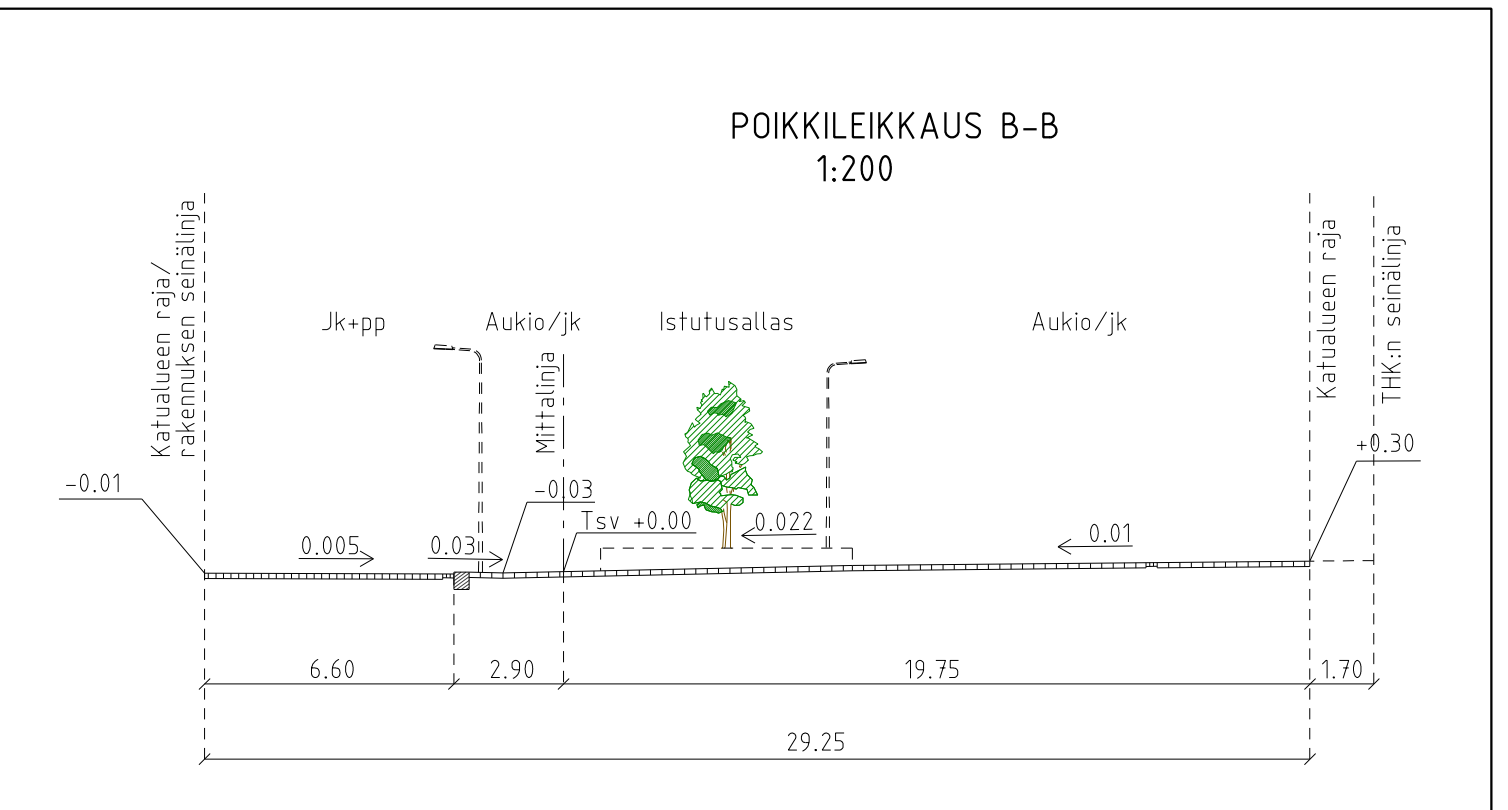 POIKKILEIKKAUS B-B
1:200
Katualueen raja/
rakennuksen seinälinja
Jk+pp
Aukio/jk
Mittalinja
Istutusallas
Aukio/jk
Katualueen raja
THK:n seinälinja
-0.01
-0.03
Tsv +0.00
+0.30
0.005
0.03
0.022
0.01
6.60
2.90
19.75
1.70
29.25